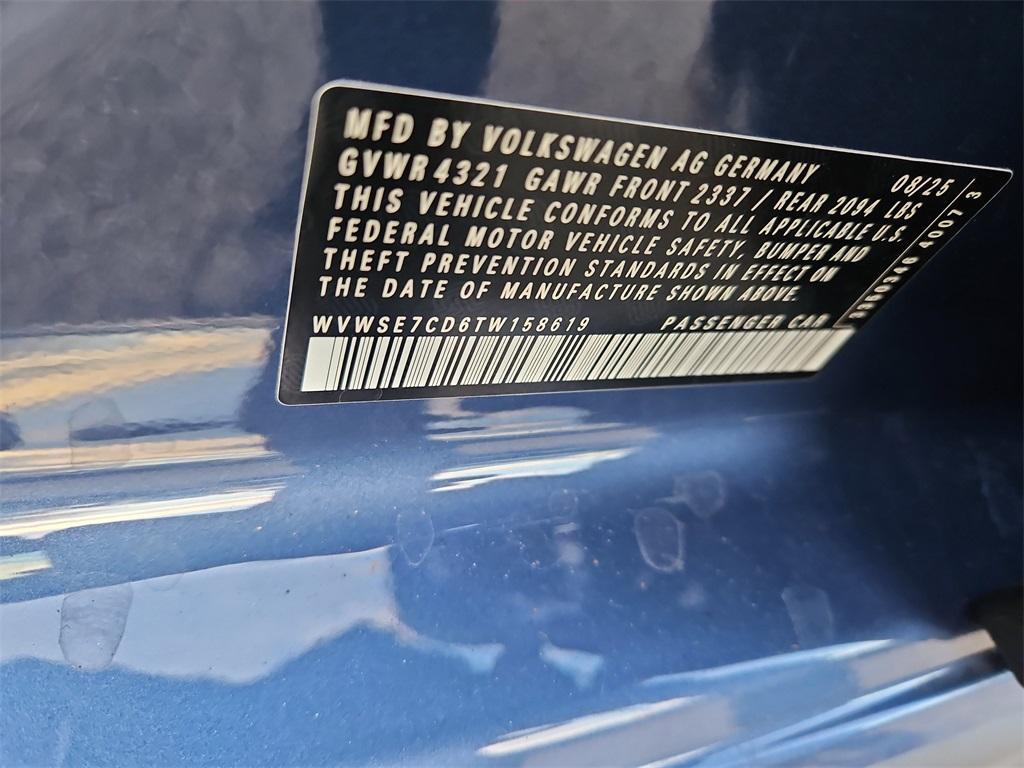 MFD BY VOLKSWAGEN AG GERMANY 08/25
GVWR 4321 GAWR FRONT 2337 / REAR 2094 LBS
THIS VEHICLE CONFORMS TO ALL APPLICABLE U.S.
FEDERAL MOTOR VEHICLE SAFETY, BUMPER AND
THEFT PREVENTION STANDARDS IN EFFECT ON
THE DATE OF MANUFACTURE SHOWN ABOVE.
WVWSE7CD6TW158619 PASSENGER CAR
4007 3